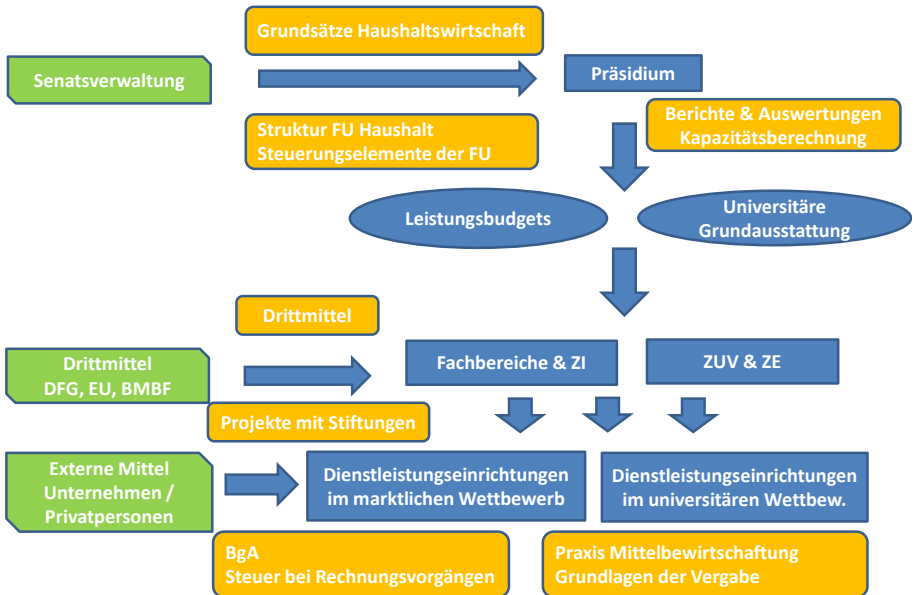 Grundsätze Haushaltswirtschaft
Senatsverwaltung
Präsidium
Struktur FU Haushalt
Steuerungselemente der FU
Berichte & Auswertungen
Kapazitätsberechnung
Leistungsbudgets
Universitäre
Grundausstattung
Drittmittel
Drittmittel
DFG, EU, BMBF
Fachbereiche & ZI
ZUV & ZE
Projekte mit Stiftungen
Externe Mittel
Unternehmen /
Privatpersonen
Dienstleistungseinrichtungen
im marktlichen Wettbewerb
Dienstleistungseinrichtungen
im universitären Wettbew.
BgA
Steuer bei Rechnungsvorgängen
Praxis Mittelbewirtschaftung
Grundlagen der Vergabe